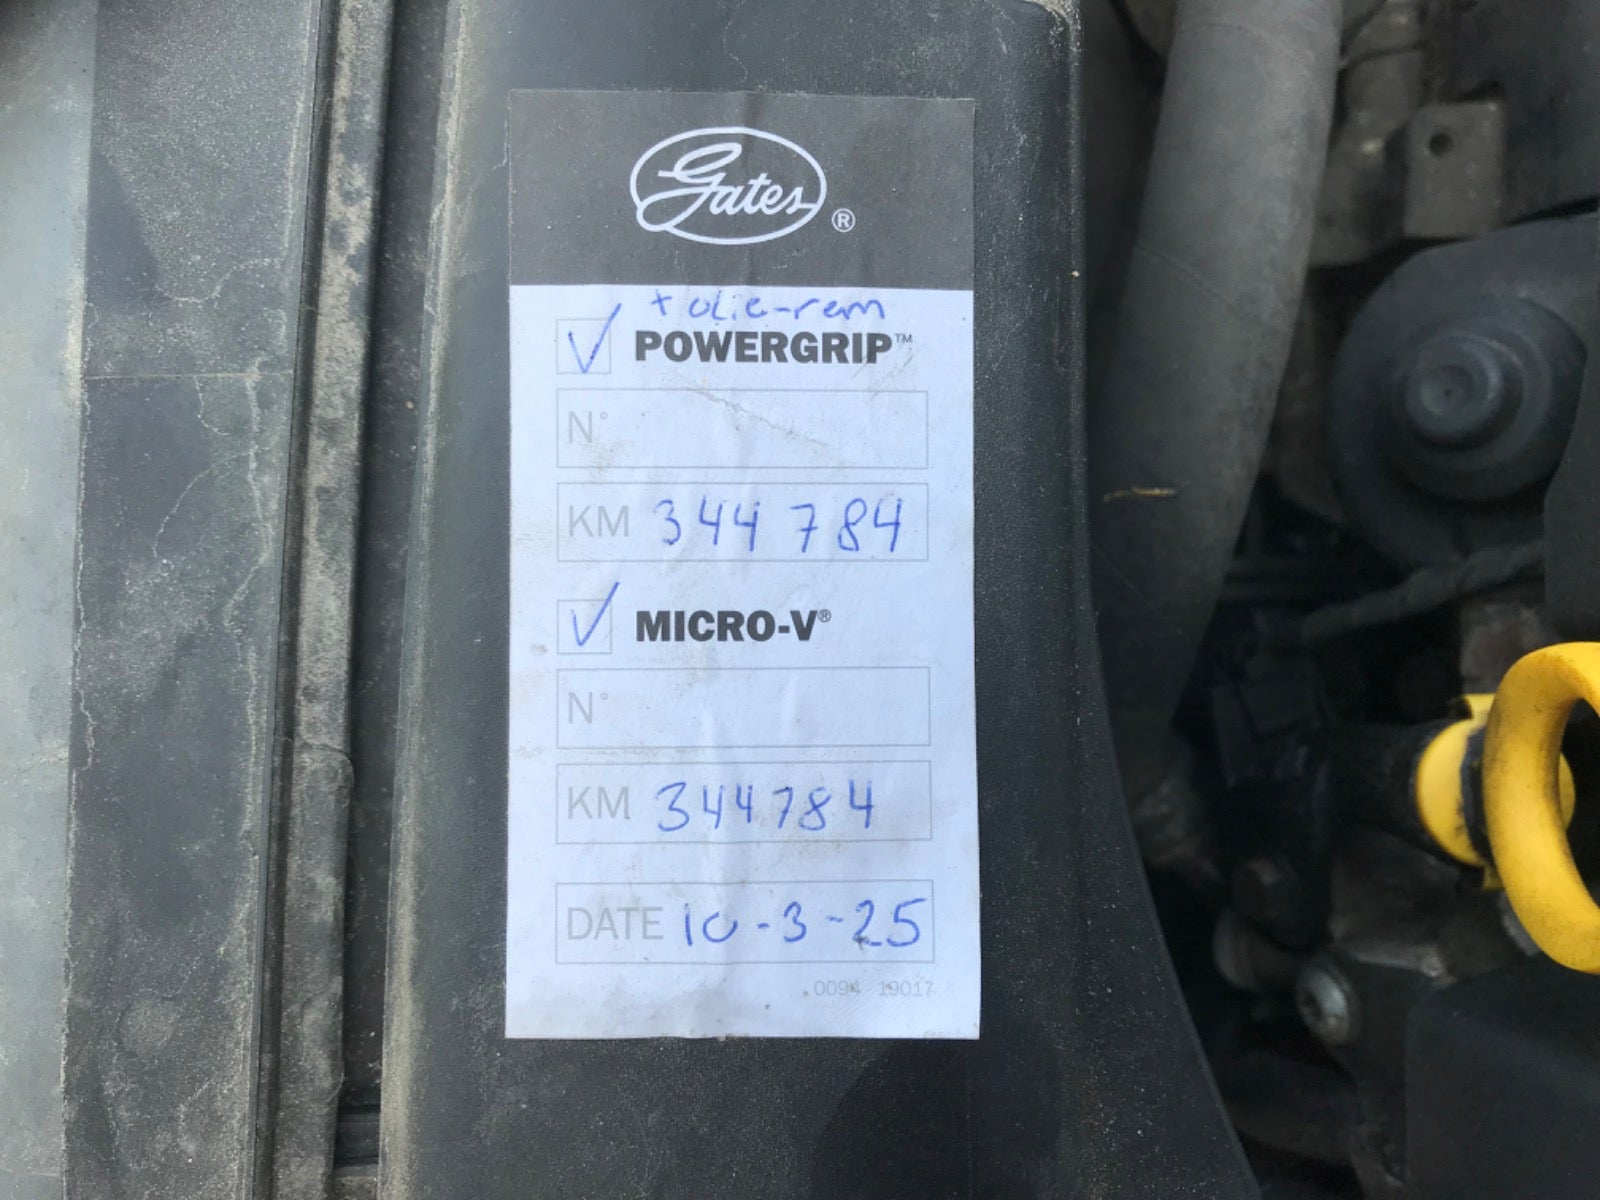 Gates ®
+ olie-rem
✓ POWERGRIP™
N°
KM 344 784
✓ MICRO-V®
N°
KM 344784
DATE 10-3-25
.0094 19017